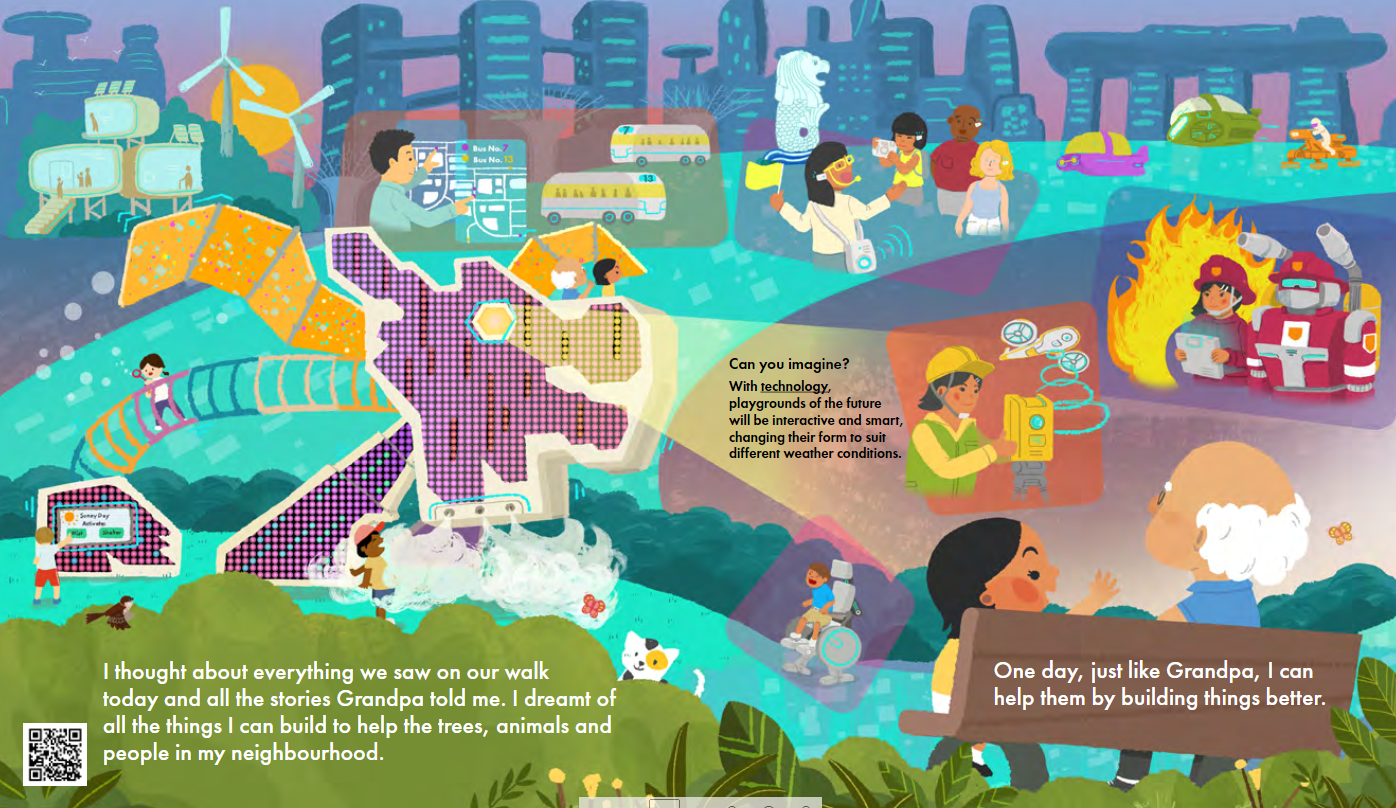 Bus No.7
Bus No.13
7
13
Can you imagine?
With technology,
playgrounds of the future
will be interactive and smart,
changing their form to suit
different weather conditions.
Sunny Day
Activate:
Mist Shelter
I thought about everything we saw on our walk
today and all the stories Grandpa told me. I dreamt of
all the things I can build to help the trees, animals and
people in my neighbourhood.
One day, just like Grandpa, I can
help them by building things better.